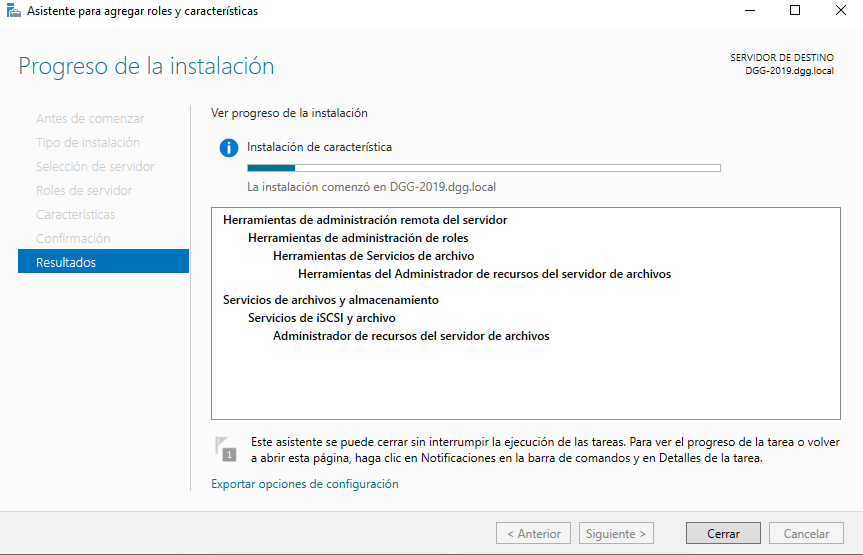 Asistente para agregar roles y características
Progreso de la instalación
SERVIDOR DE DESTINO
DGG-2019.dgg.local
Antes de comenzar
Tipo de instalación
Selección de servidor
Roles de servidor
Características
Confirmación
Resultados
Ver progreso de la instalación
Instalación de característica
La instalación comenzó en DGG-2019.dgg.local
Herramientas de administración remota del servidor
Herramientas de administración de roles
Herramientas de Servicios de archivo
Herramientas del Administrador de recursos del servidor de archivos
Servicios de archivos y almacenamiento
Servicios de iSCSI y archivo
Administrador de recursos del servidor de archivos
1
Este asistente se puede cerrar sin interrumpir la ejecución de las tareas. Para ver el progreso de la tarea o volver
a abrir esta página, haga clic en Notificaciones en la barra de comandos y en Detalles de la tarea.
Exportar opciones de configuración
< Anterior
Siguiente >
Cerrar
Cancelar